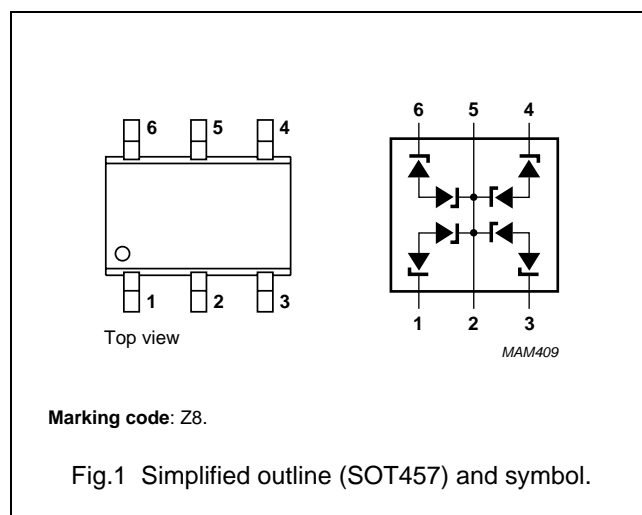 6 5 4
1 2 3
Top view
6 5 4
1 2 3
MAM409
Marking code: Z8.
Fig.1 Simplified outline (SOT457) and symbol.